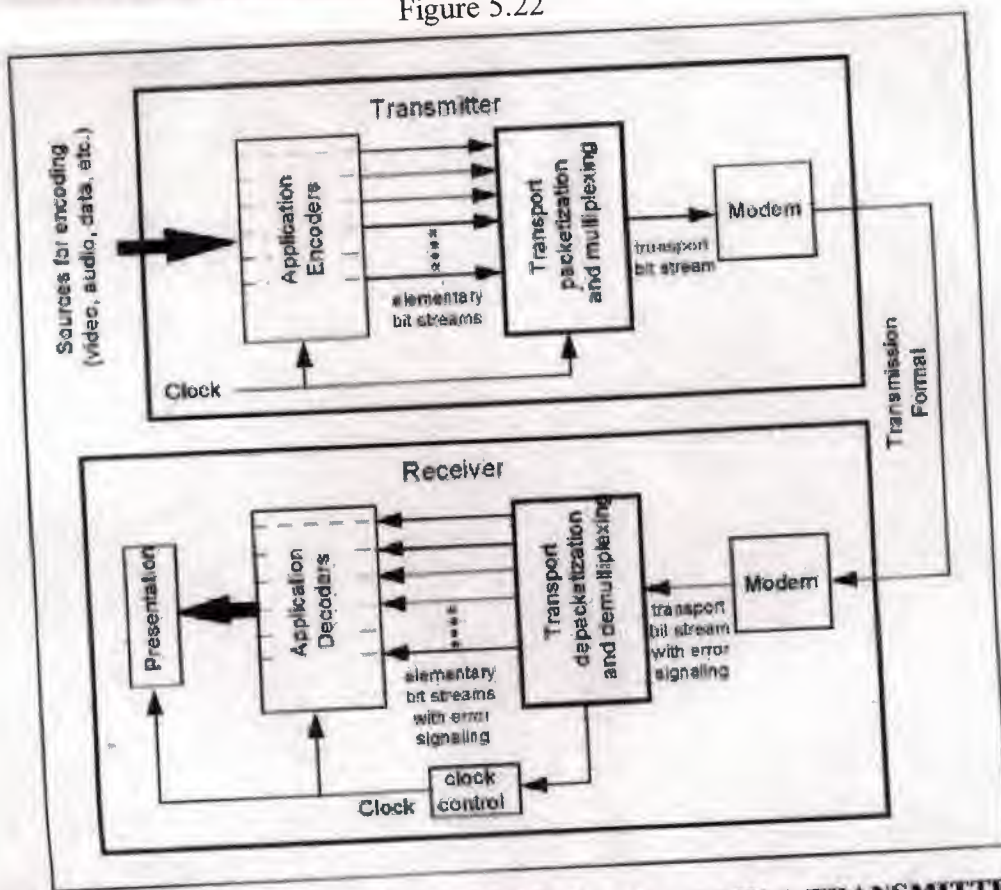 Figure 5.22
Transmitter
Sources for encoding
(video, audio, data, etc.)
Application
Encoders
elementary
bit streams
Transport
packetization
and multiplexing
transport
bit stream
Modem
Clock
Transmission
Format
Receiver
Presentation
Application
Decoders
elementary
bit streams
with error
signaling
Transport
depacketization
and demultiplexing
transport
bit stream
with error
signaling
Modem
Clock
clock
control